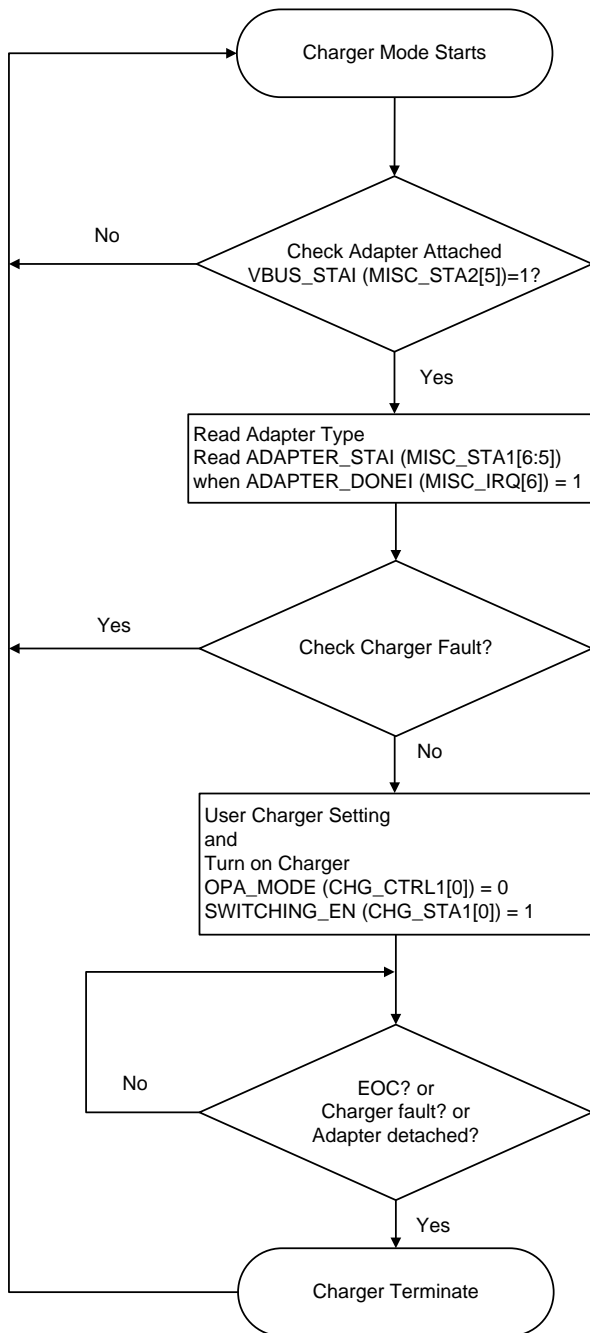 Charger Mode Starts
No
Check Adapter Attached
VBUS_STAI (MISC_STA2[5])=1?
Yes
Read Adapter Type
Read ADAPTER_STAI (MISC_STA1[6:5])
when ADAPTER_DONEI (MISC_IRQ[6]) = 1
Yes
Check Charger Fault?
No
User Charger Setting
and
Turn on Charger
OPA_MODE (CHG_CTRL1[0]) = 0
SWITCHING_EN (CHG_STA1[0]) = 1
No
EOC? or
Charger fault? or
Adapter detached?
Yes
Charger Terminate